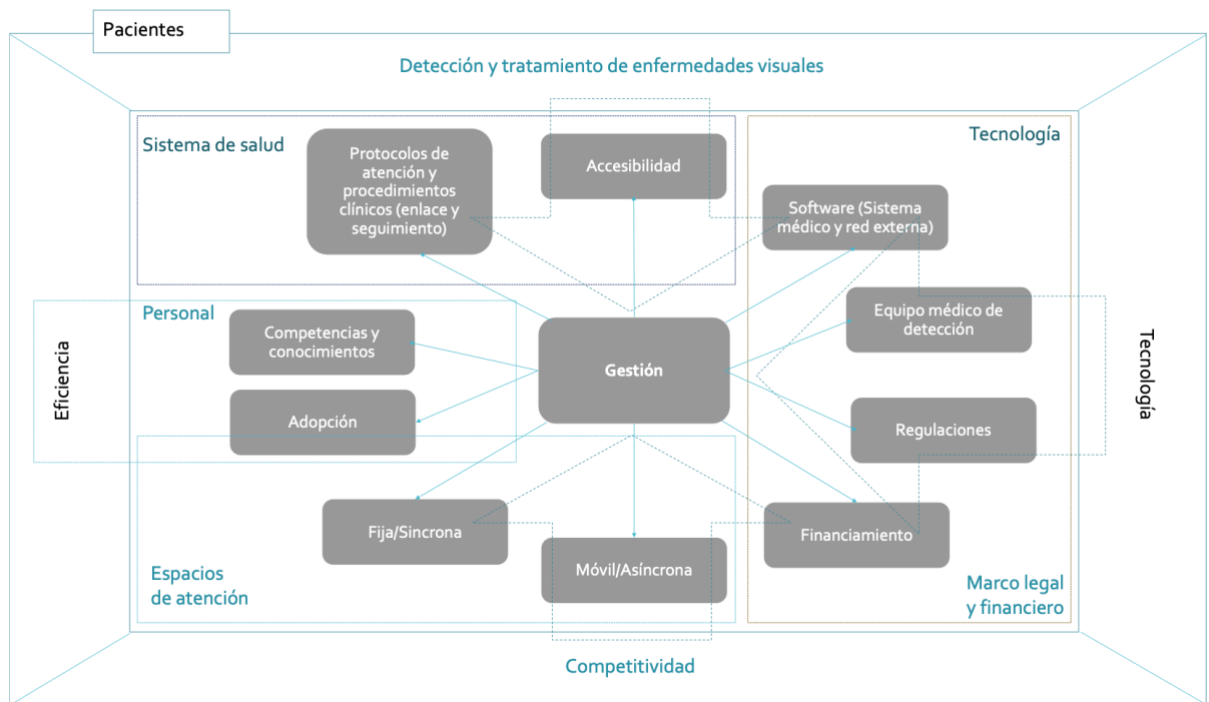 Pacientes
Detección y tratamiento de enfermedades visuales
Sistema de salud
Protocolos de
atención y
procedimientos
clínicos (enlace y
seguimiento)
Accesibilidad
Tecnología
Software (Sistema
médico y red externa)
Personal
Competencias y
conocimientos
Equipo médico de
detección
Eficiencia
Gestión
Tecnología
Adopción
Regulaciones
Fija/Sincrona
Móvil/Asíncrona
Financiamiento
Espacios
de atención
Marco legal
y financiero
Competitividad